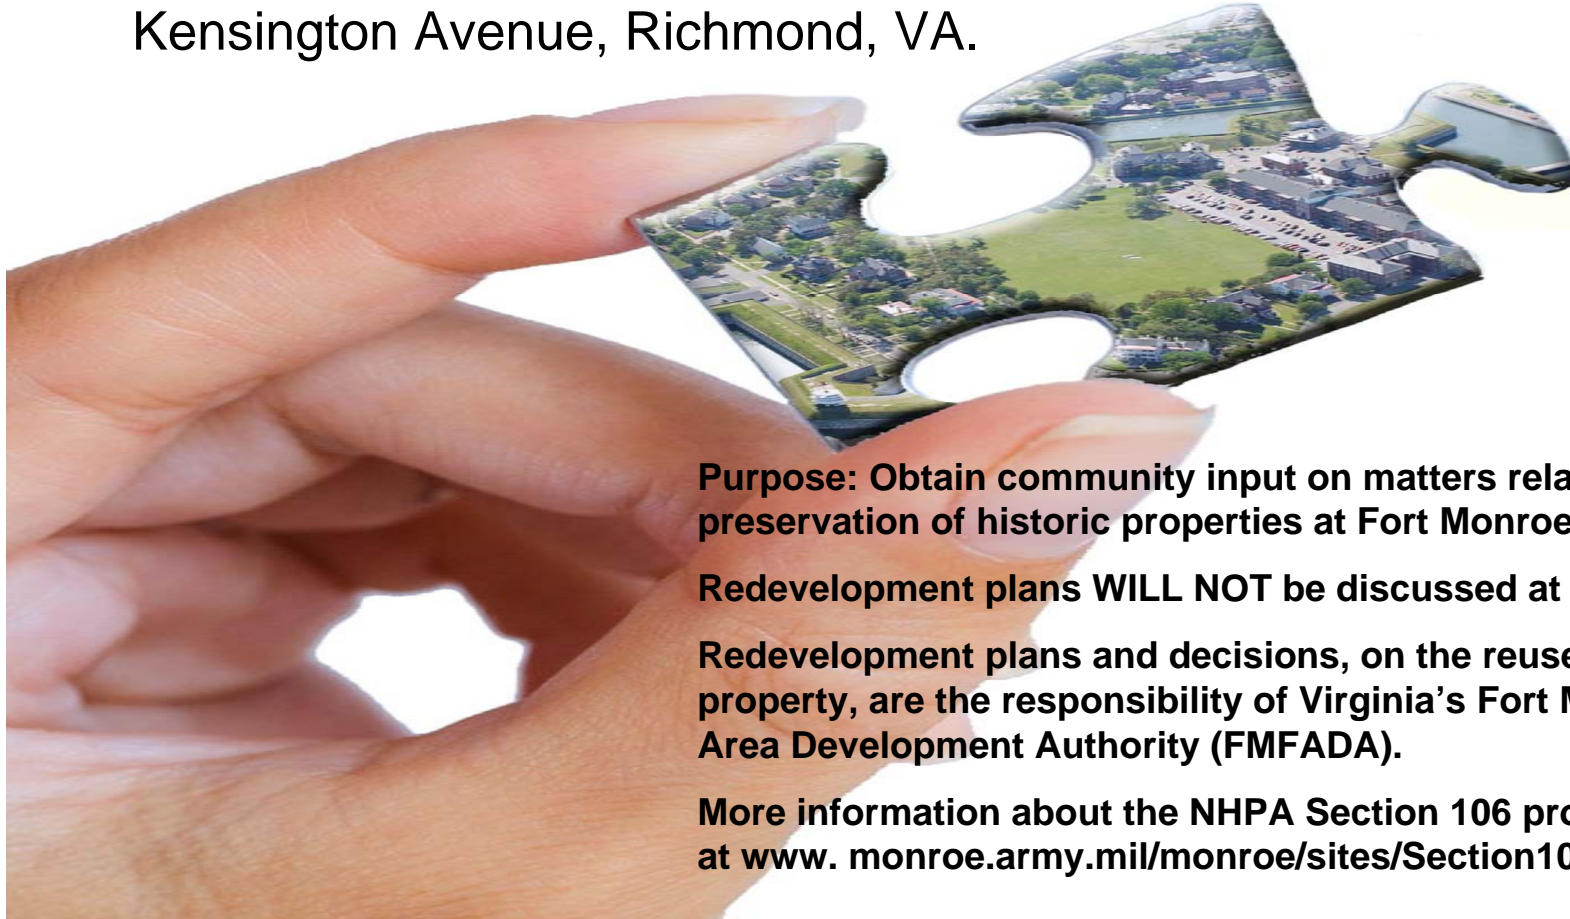 Kensington Avenue, Richmond, VA.
Purpose: Obtain community input on matters rela
preservation of historic properties at Fort Monroe
Redevelopment plans WILL NOT be discussed at
Redevelopment plans and decisions, on the reuse
property, are the responsibility of Virginia’s Fort M
Area Development Authority (FMFADA).
More information about the NHPA Section 106 pro
at www. monroe.army.mil/monroe/sites/Section10